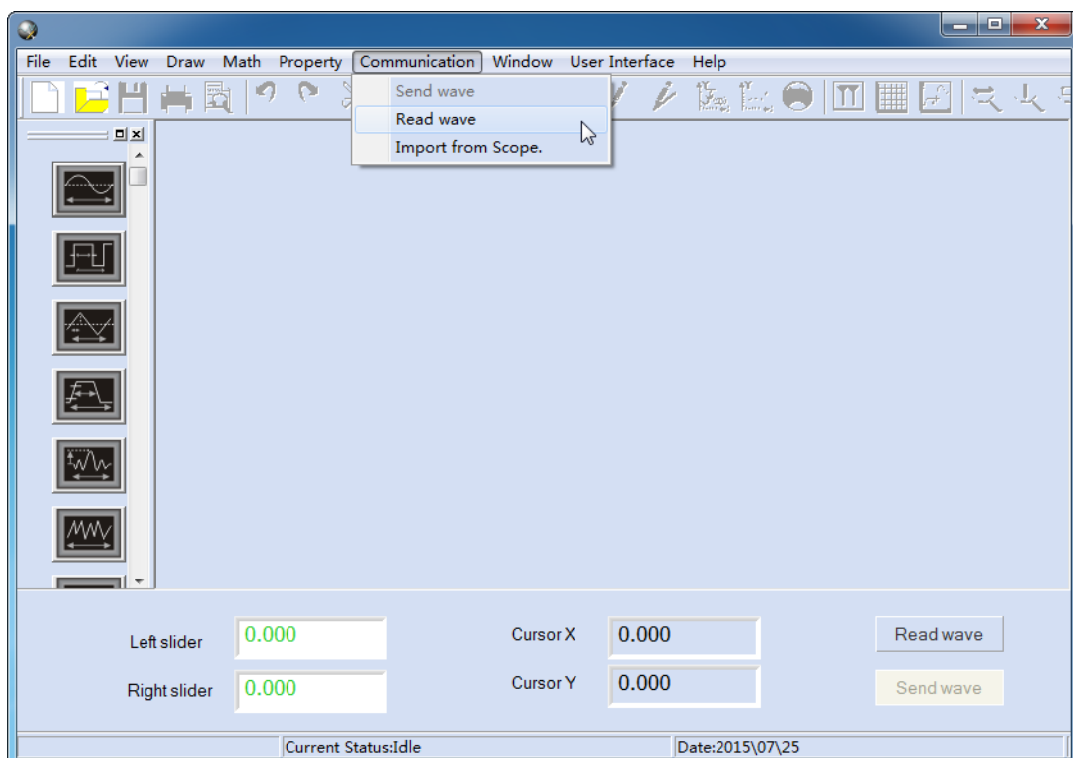 File Edit View Draw Math Property Communication Window User Interface Help
Send wave
Read wave
Import from Scope.
Left slider 0.000 Cursor X 0.000 Read wave
Right slider 0.000 Cursor Y 0.000 Send wave
Current Status:Idle Date:2015\07\25